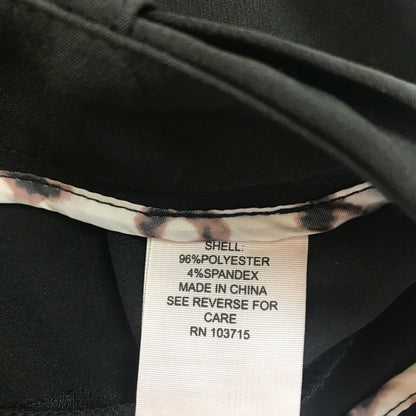 SHELL:
96%POLYESTER
4%SPANDEX
MADE IN CHINA
SEE REVERSE FOR
CARE
RN 103715